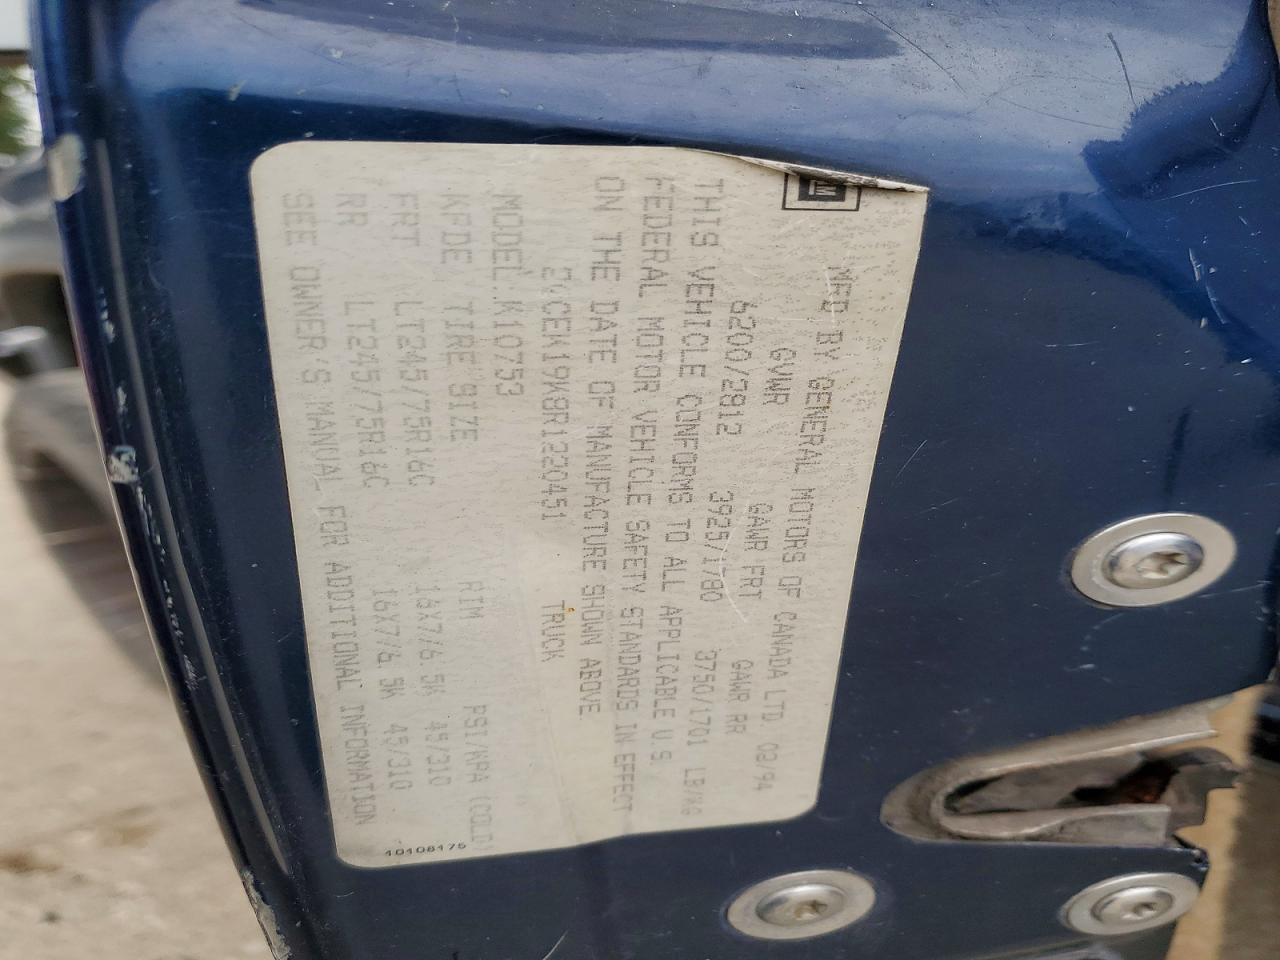 GM
MFD BY GENERAL MOTORS OF CANADA LTD. 03/94
GVWR GAWR FRT GAWR RR
6200/2812 3925/1780 3750/1701 LB/KG
THIS VEHICLE CONFORMS TO ALL APPLICABLE U.S.
FEDERAL MOTOR VEHICLE SAFETY STANDARDS IN EFFECT
ON THE DATE OF MANUFACTURE SHOWN ABOVE.
2GCEK19K8R1220451 TRUCK
MODEL K10753
KFDE TIRE SIZE RIM PSI/KPA (COLD)
FRT LT245/75R16C 16X7/6.5K 45/310
RR LT245/75R16C 16X7/6.5K 45/310
SEE OWNER'S MANUAL FOR ADDITIONAL INFORMATION
10108175